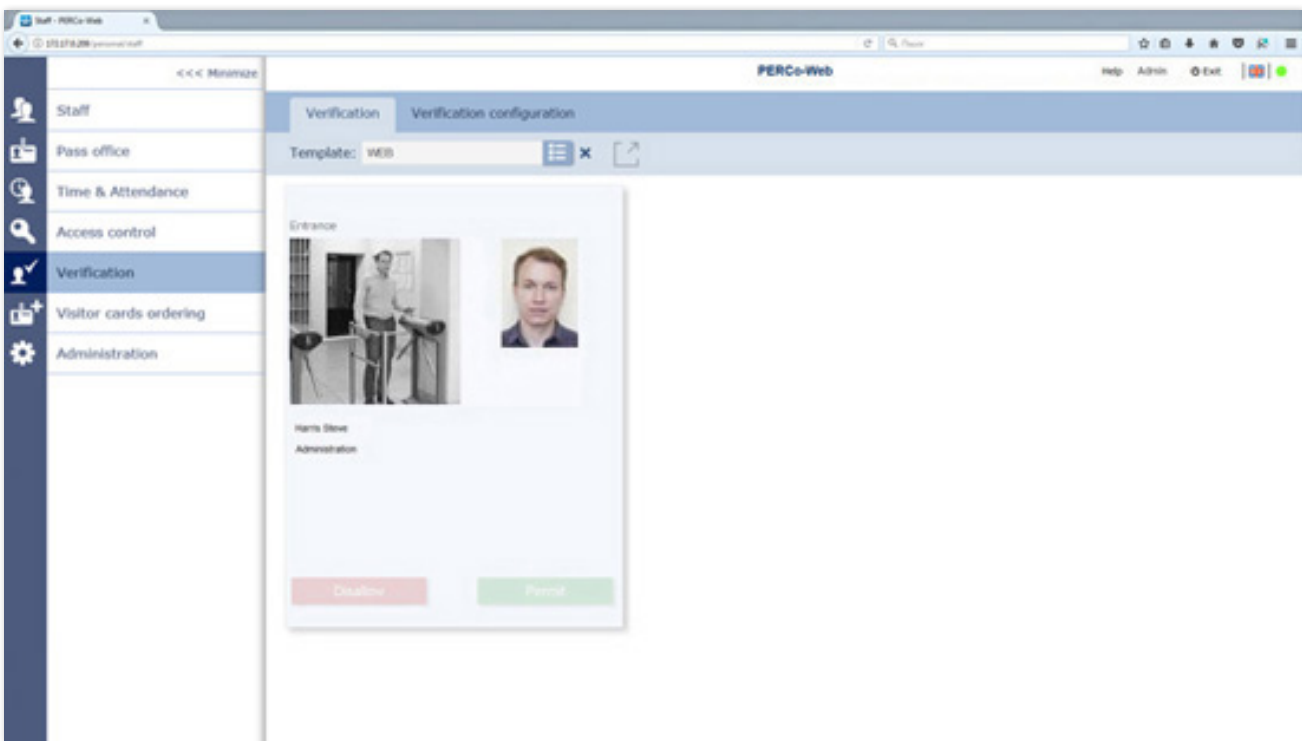 Staff - PERCo-Web
<<< Minimize
PERCo-Web
Help Admin Exit
Staff
Pass office
Time & Attendance
Access control
Verification
Visitor cards ordering
Administration
Verification Verification configuration
Template: WEB
Entrance
Harris Steve
Administration
Disallow Permit